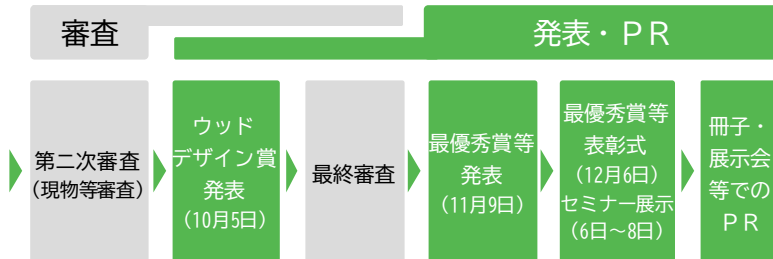 審査
発表・ＰＲ
第二次審査
(現物等審査)
ウッド
デザイン賞
発表
(10月5日)
最終審査
最優秀賞等
発表
(11月9日)
最優秀賞等
表彰式
(12月6日)
セミナー展示
(6日～8日)
冊子・
展示会
等での
ＰＲ